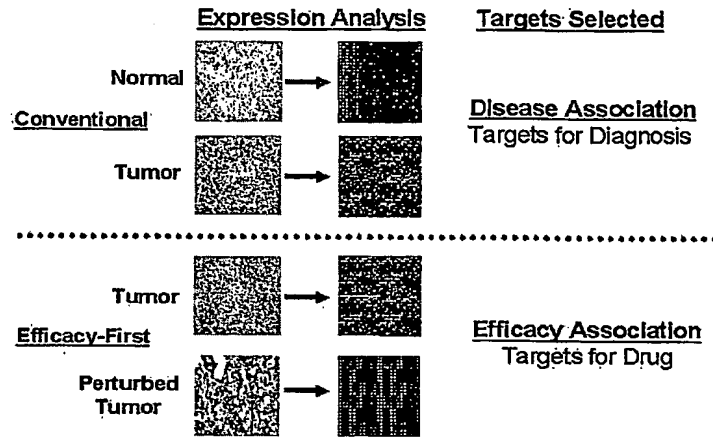 Expression Analysis
Targets Selected
Normal
Conventional
Tumor
Disease Association
Targets for Diagnosis
Tumor
Efficacy-First
Perturbed
Tumor
Efficacy Association
Targets for Drug